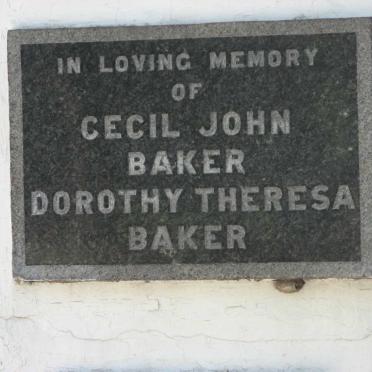 IN LOVING MEMORY
OF
CECIL JOHN
BAKER
DOROTHY THERESA
BAKER